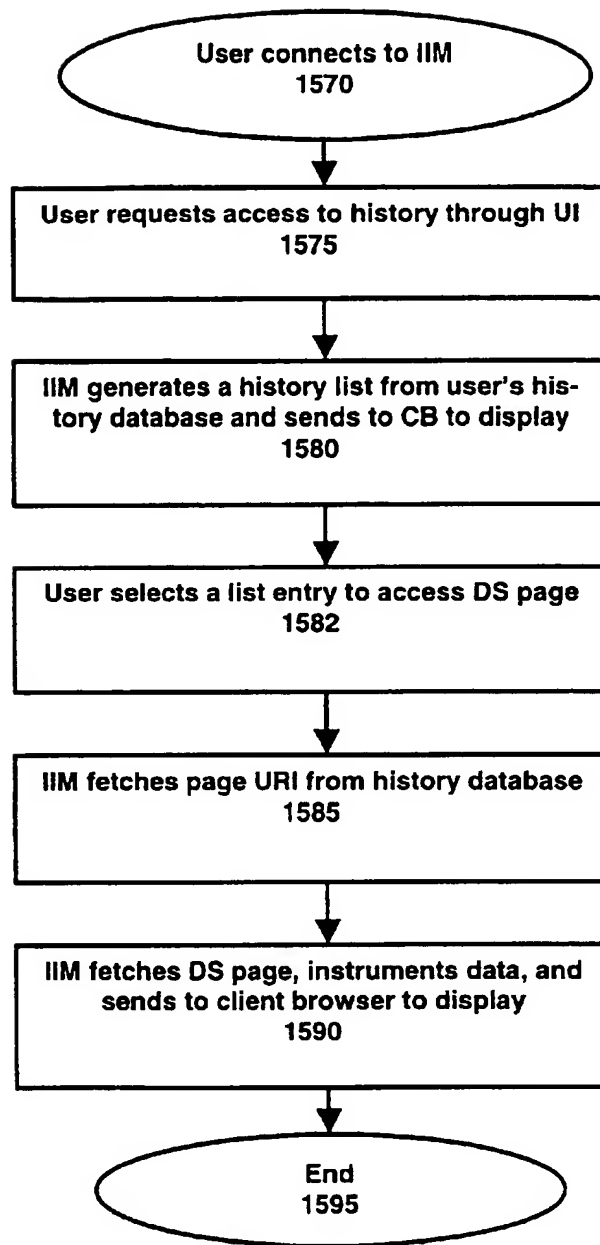 User connects to IIM
1570
User requests access to history through UI
1575
IIM generates a history list from user's his-
tory database and sends to CB to display
1580
User selects a list entry to access DS page
1582
IIM fetches page URI from history database
1585
IIM fetches DS page, instruments data, and
sends to client browser to display
1590
End
1595